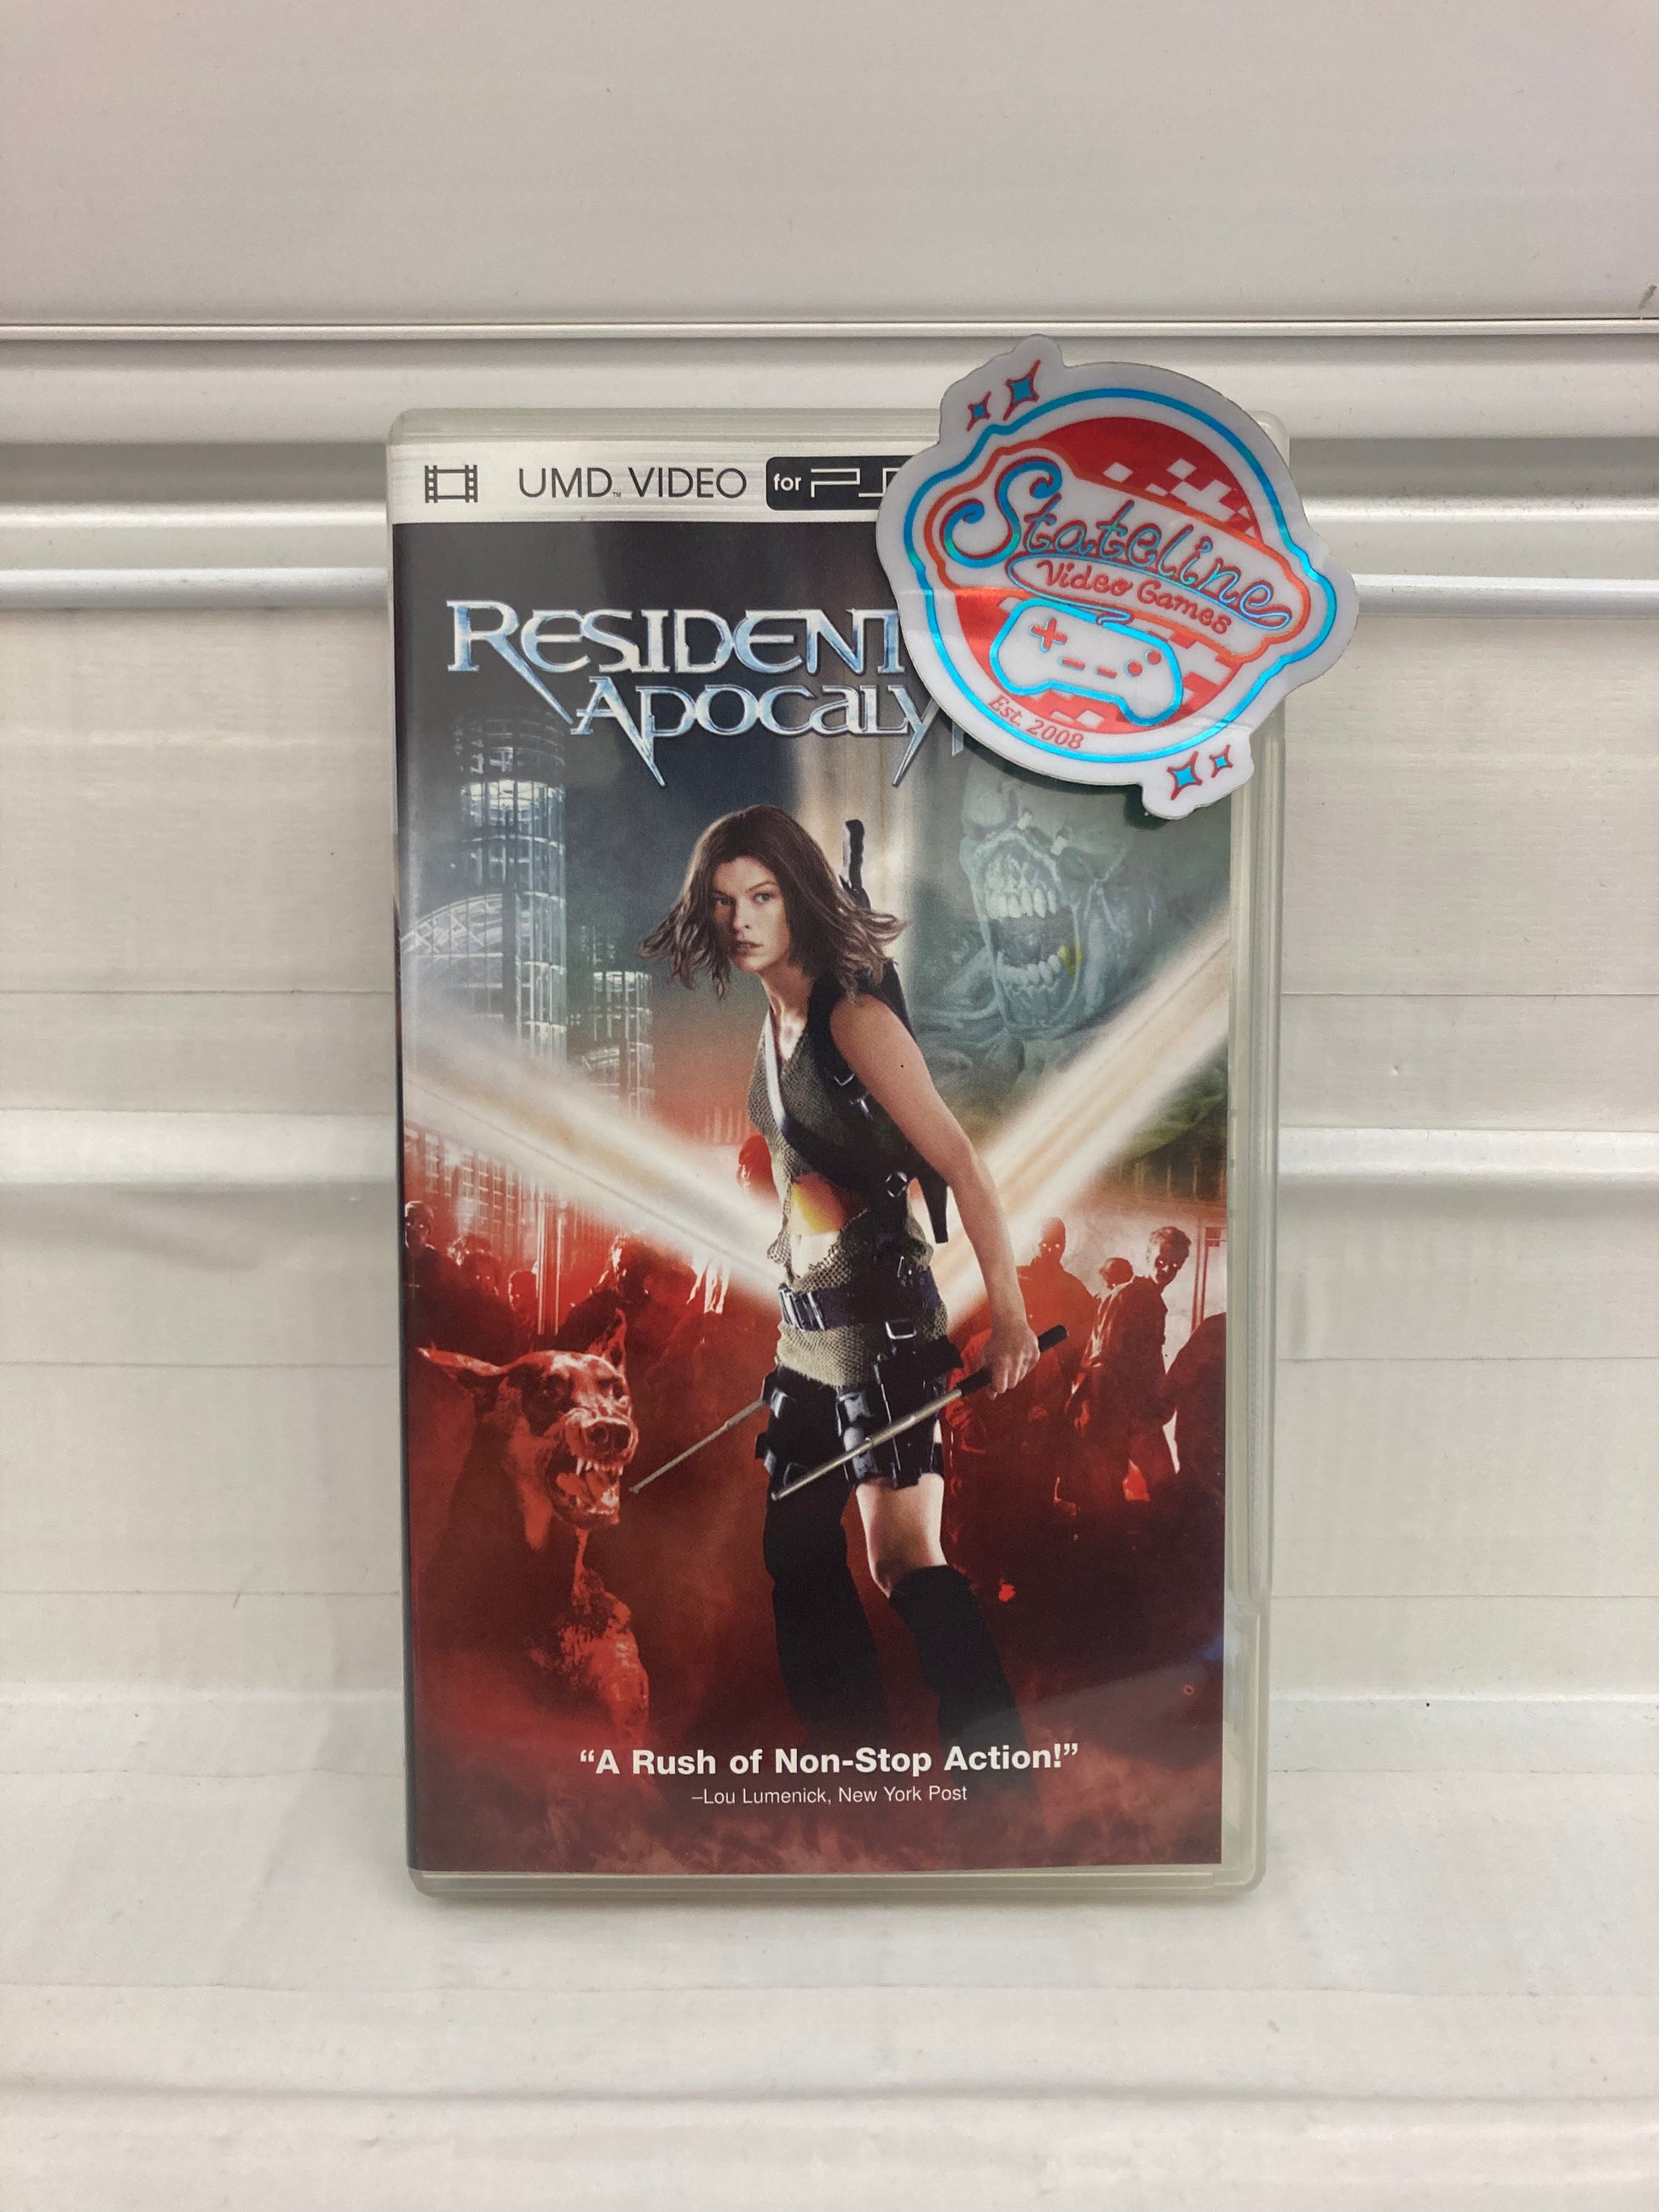 UMD™ VIDEO for PS
RESIDENT
APOCALY
Stateline
Video Games
Est. 2008
“A Rush of Non-Stop Action!”
–Lou Lumenick, New York Post